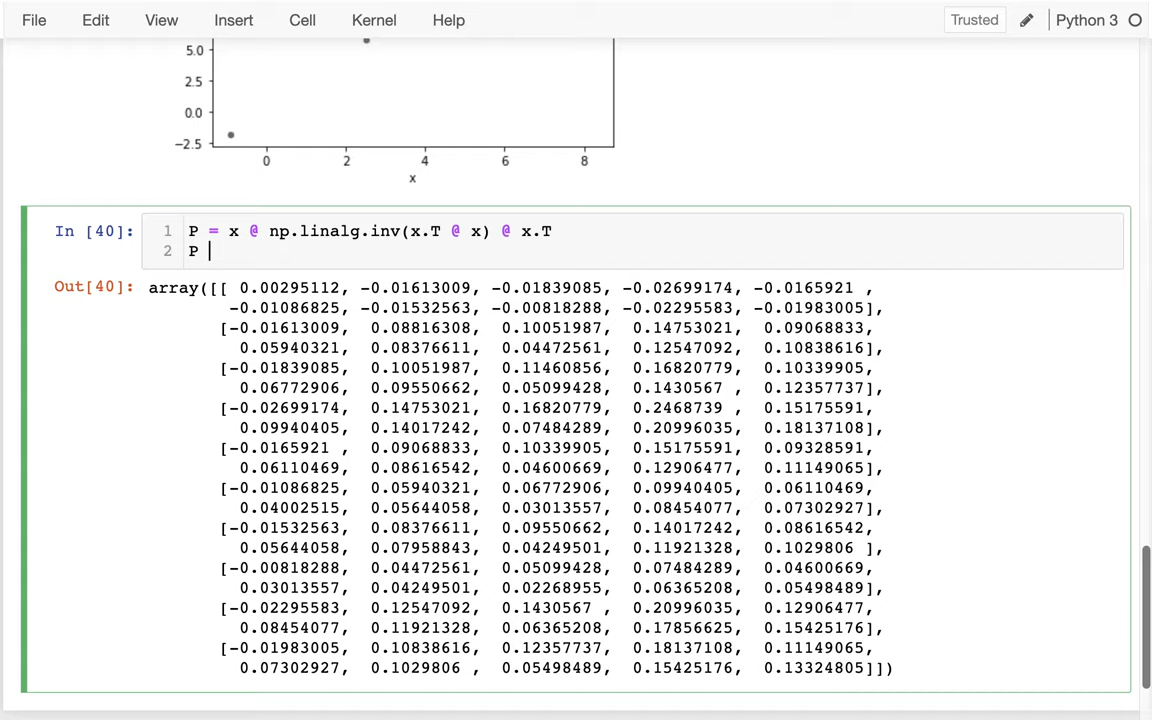 File Edit View Insert Cell Kernel Help Trusted Python 3
5.0
2.5
0.0
−2.5
0 2 4 6 8
x
In [40]: 1 P = x @ np.linalg.inv(x.T @ x) @ x.T
2 P
Out[40]: array([[ 0.00295112, -0.01613009, -0.01839085, -0.02699174, -0.0165921 ,
-0.01086825, -0.01532563, -0.00818288, -0.02295583, -0.01983005],
[-0.01613009, 0.08816308, 0.10051987, 0.14753021, 0.09068833,
0.05940321, 0.08376611, 0.04472561, 0.12547092, 0.10838616],
[-0.01839085, 0.10051987, 0.11460856, 0.16820779, 0.10339905,
0.06772906, 0.09550662, 0.05099428, 0.1430567 , 0.12357737],
[-0.02699174, 0.14753021, 0.16820779, 0.2468739 , 0.15175591,
0.09940405, 0.14017242, 0.07484289, 0.20996035, 0.18137108],
[-0.0165921 , 0.09068833, 0.10339905, 0.15175591, 0.09328591,
0.06110469, 0.08616542, 0.04600669, 0.12906477, 0.11149065],
[-0.01086825, 0.05940321, 0.06772906, 0.09940405, 0.06110469,
0.04002515, 0.05644058, 0.03013557, 0.08454077, 0.07302927],
[-0.01532563, 0.08376611, 0.09550662, 0.14017242, 0.08616542,
0.05644058, 0.07958843, 0.04249501, 0.11921328, 0.1029806 ],
[-0.00818288, 0.04472561, 0.05099428, 0.07484289, 0.04600669,
0.03013557, 0.04249501, 0.02268955, 0.06365208, 0.05498489],
[-0.02295583, 0.12547092, 0.1430567 , 0.20996035, 0.12906477,
0.08454077, 0.11921328, 0.06365208, 0.17856625, 0.15425176],
[-0.01983005, 0.10838616, 0.12357737, 0.18137108, 0.11149065,
0.07302927, 0.1029806 , 0.05498489, 0.15425176, 0.13324805]])